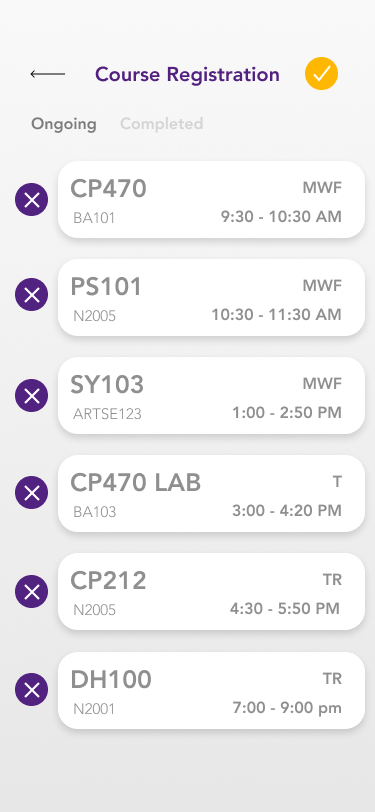 Course Registration
Ongoing Completed
CP470 MWF
BA101 9:30 - 10:30 AM
PS101 MWF
N2005 10:30 - 11:30 AM
SY103 MWF
ARTSE123 1:00 - 2:50 PM
CP470 LAB T
BA103 3:00 - 4:20 PM
CP212 TR
N2005 4:30 - 5:50 PM
DH100 TR
N2001 7:00 - 9:00 pm